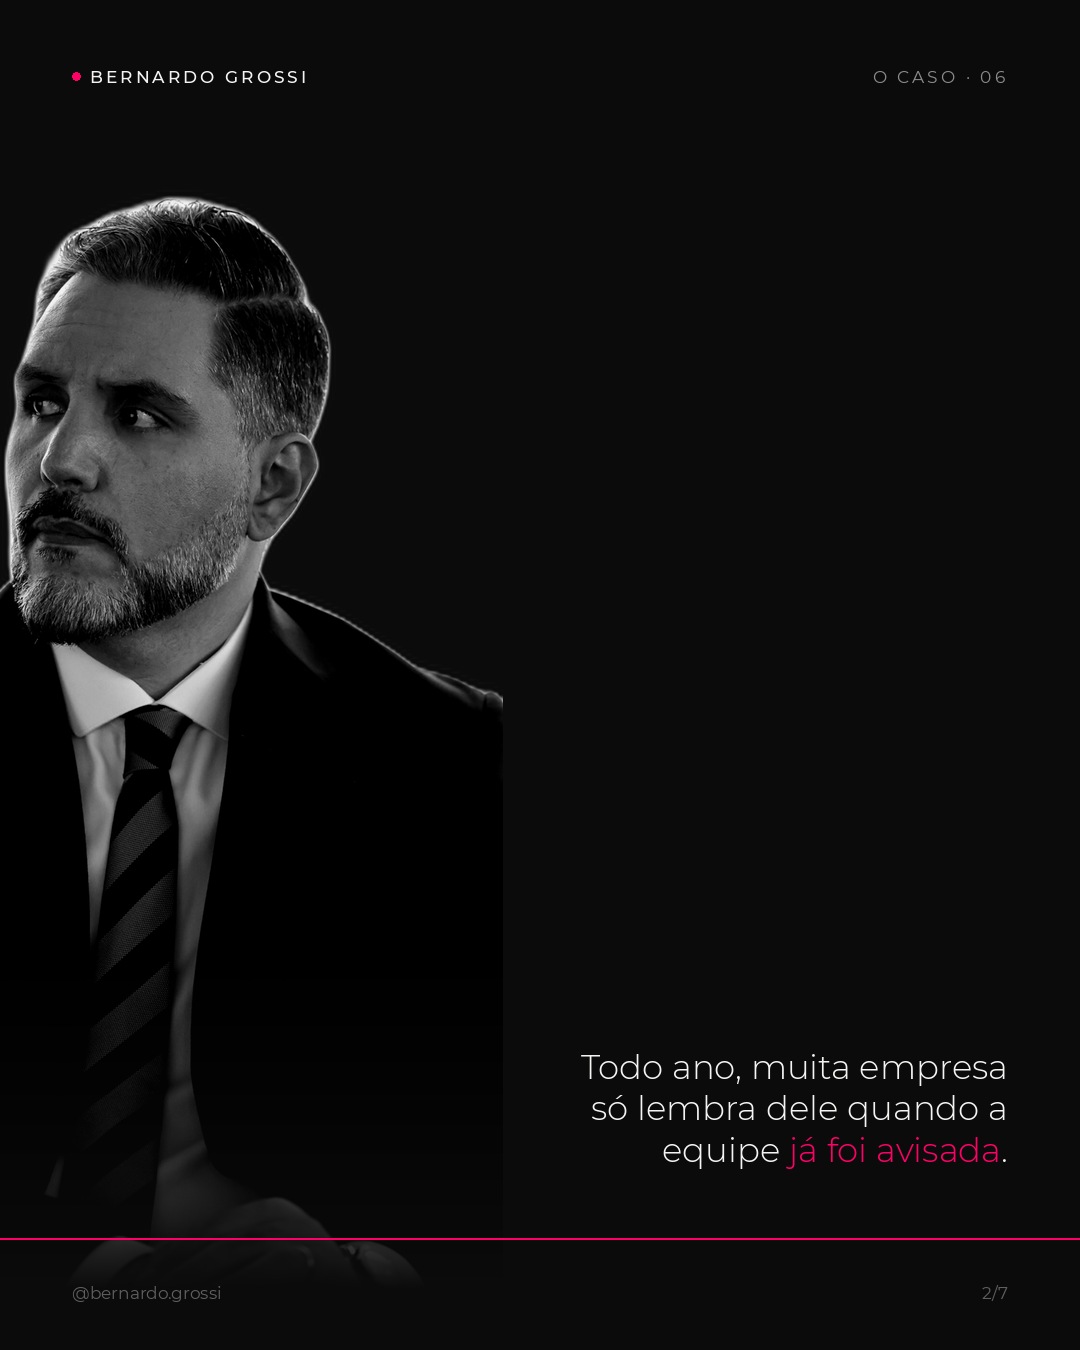 BERNARDO GROSSI
O CASO · 06
Todo ano, muita empresa
só lembra dele quando a
equipe já foi avisada.
@bernardo.grossi
2/7